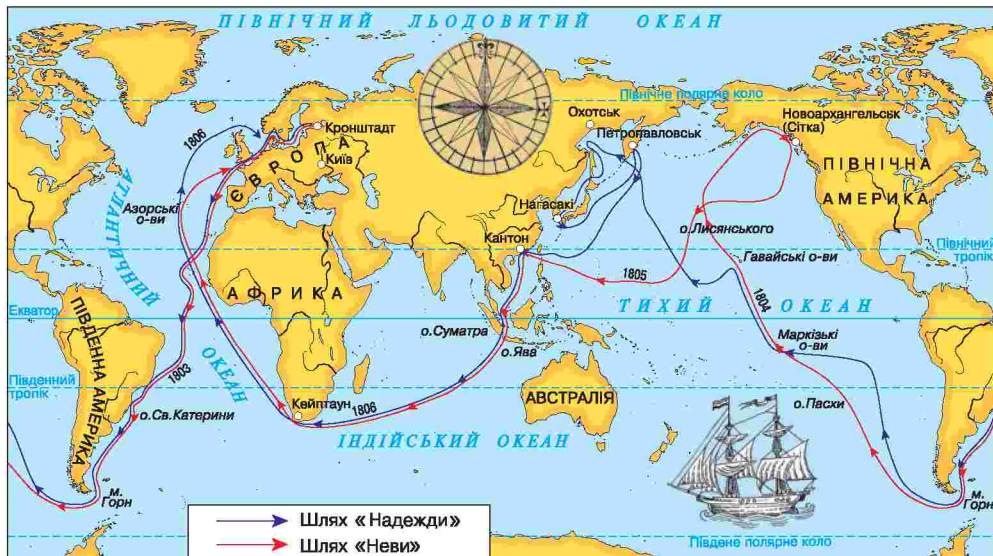 ПІВНІЧНИЙ ЛЬОДОВИТИЙ ОКЕАН
Північне полярне коло
1806
Кронштадт
Київ
ЄВРОПА
Охотськ
Петропавловськ
Новоархангельськ
(Сітка)
ПІВНІЧНА
АМЕРИКА
АТЛАНТИЧНИЙ
ОКЕАН
Азорські
о-ви
Нагасакі
Кантон
о.Лисянського
Гавайські о-ви
Північний
тропік
1805
1804
АФРИКА
ТИХИЙ ОКЕАН
Екватор
о.Суматра
о.Ява
Маркізькі
о-ви
ПІВДЕННА АМЕРИКА
1803
Південний
тропік
о.Св.Катерини
Кейптаун
1806
АВСТРАЛІЯ
о.Пасхи
ІНДІЙСЬКИЙ ОКЕАН
м.
Горн
м.
Горн
Шлях «Надежди»
Шлях «Неви»
Південе полярне коло